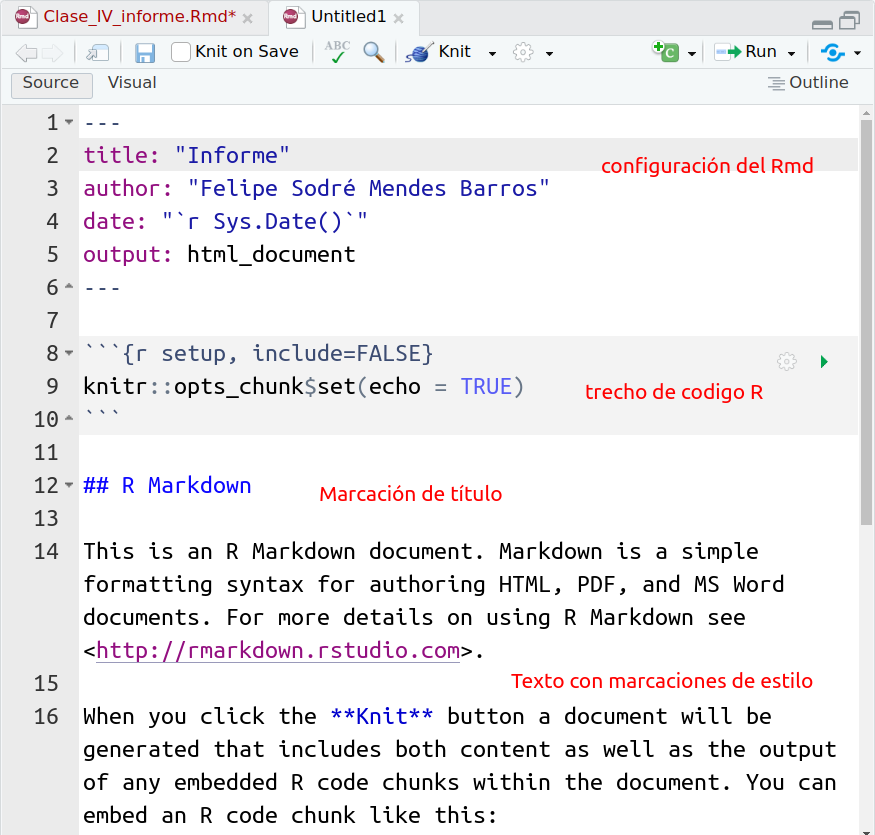 Clase_IV_informe.Rmd* Untitled1
Knit on Save ABC Knit Run
Source Visual Outline
1 ---
2 title: "Informe"
configuración del Rmd
3 author: "Felipe Sodré Mendes Barros"
4 date: "`r Sys.Date()`"
5 output: html_document
6 ---
7
8 ```{r setup, include=FALSE}
9 knitr::opts_chunk$set(echo = TRUE)
trecho de codigo R
10 ```
11
12 ## R Markdown
Marcación de título
13
14 This is an R Markdown document. Markdown is a simple
formatting syntax for authoring HTML, PDF, and MS Word
documents. For more details on using R Markdown see
<http://rmarkdown.rstudio.com>.
15
Texto con marcaciones de estilo
16 When you click the **Knit** button a document will be
generated that includes both content as well as the output
of any embedded R code chunks within the document. You can
embed an R code chunk like this: